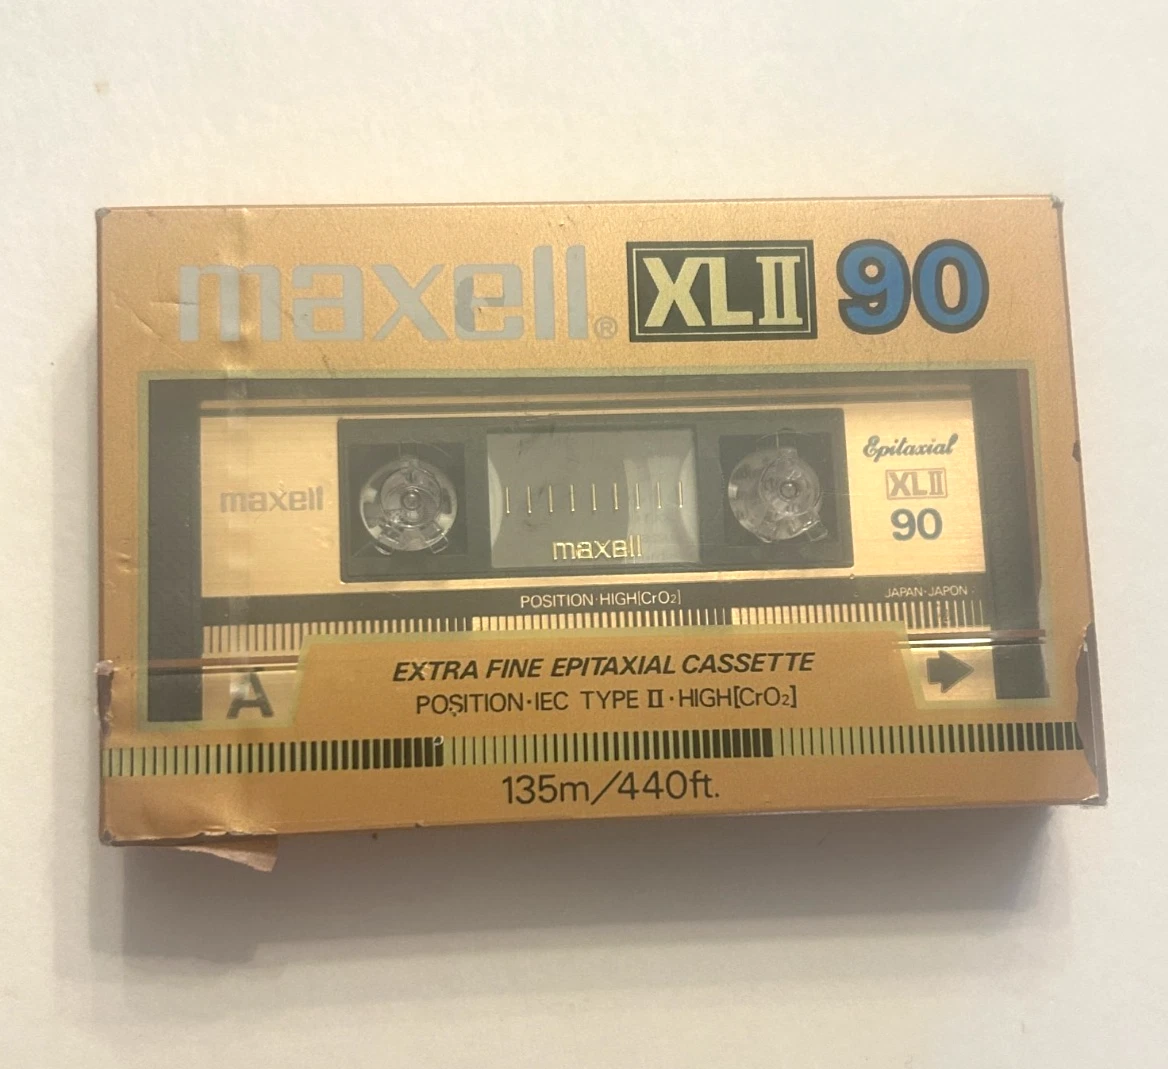 maxell® XLII 90
maxell
Epitaxial
XLII
90
maxell
POSITION·HIGH[CrO₂]
JAPAN·JAPON
A
EXTRA FINE EPITAXIAL CASSETTE
POSITION·IEC TYPE II·HIGH[CrO₂]
135m/440ft.